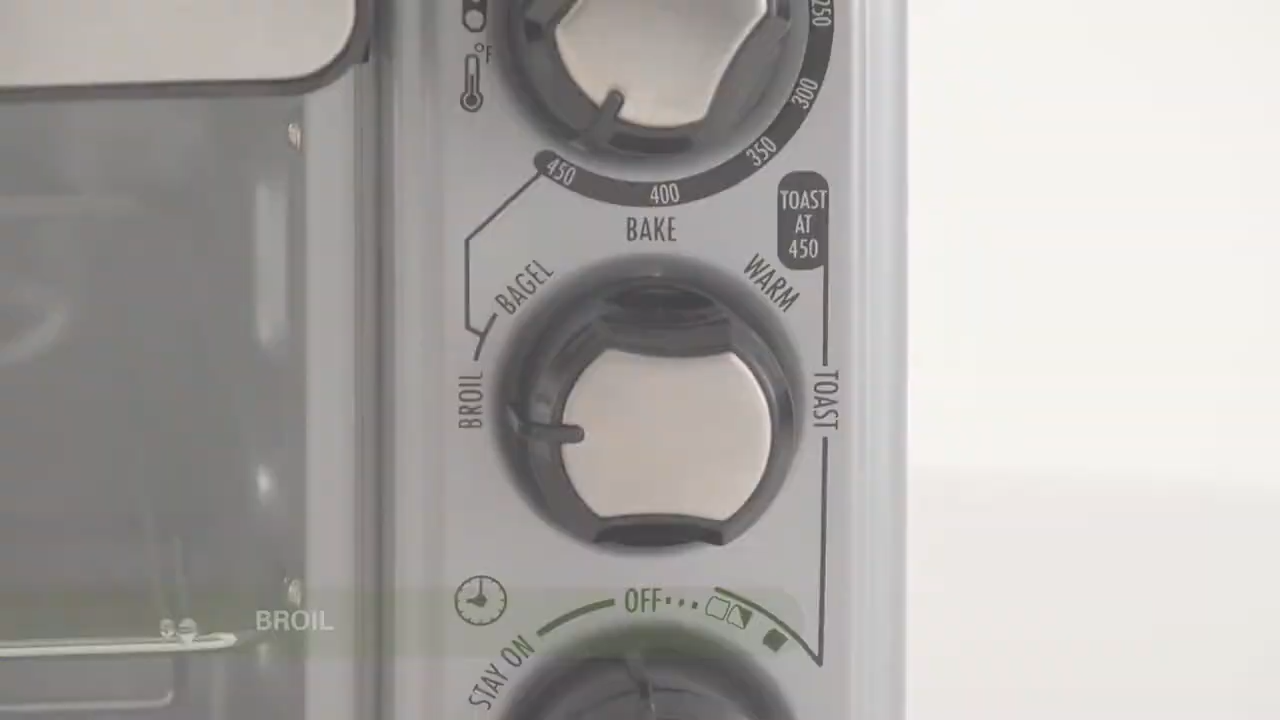 °F
250
300
350
400
450
BAKE
TOAST
AT
450
BAGEL
WARM
BROIL
TOAST
OFF
STAY ON
BROIL